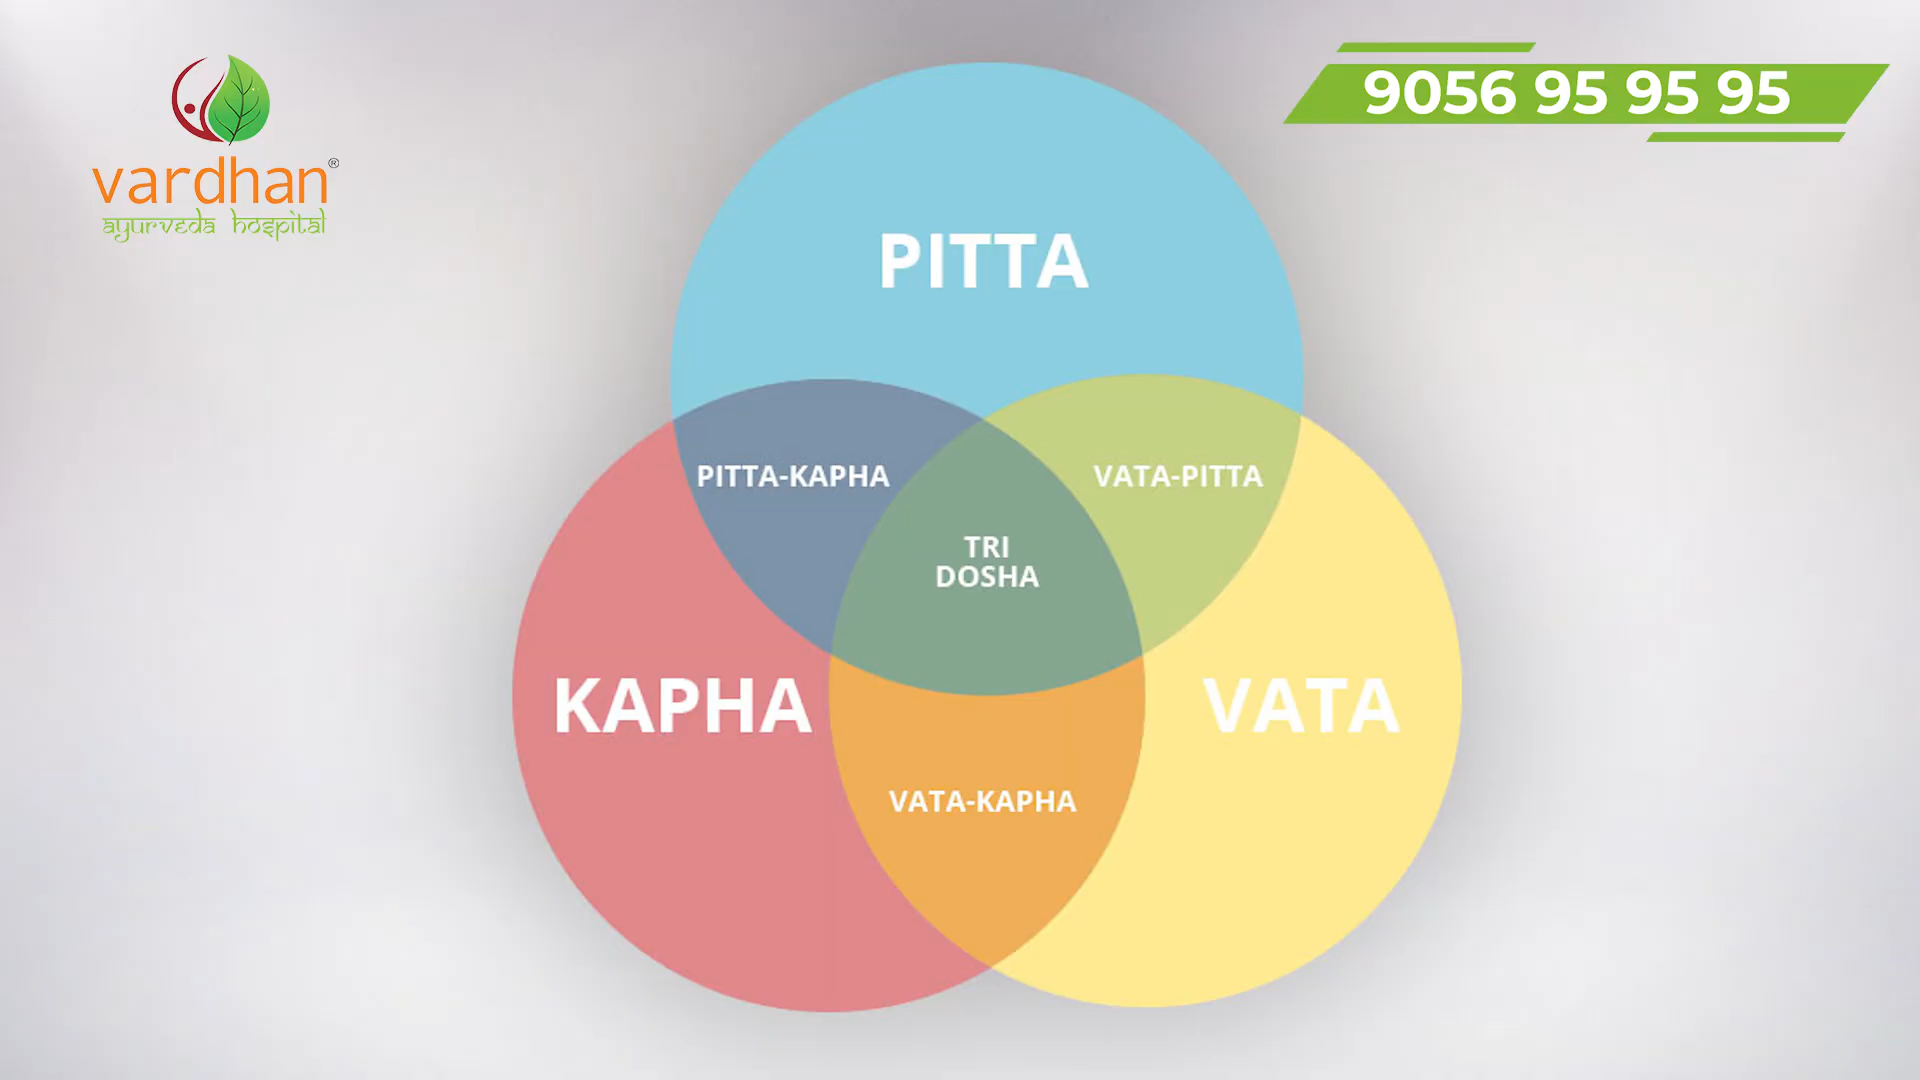 vardhan®
ayurveda hospital
9056 95 95 95
PITTA
PITTA-KAPHA
VATA-PITTA
TRI
DOSHA
KAPHA
VATA
VATA-KAPHA